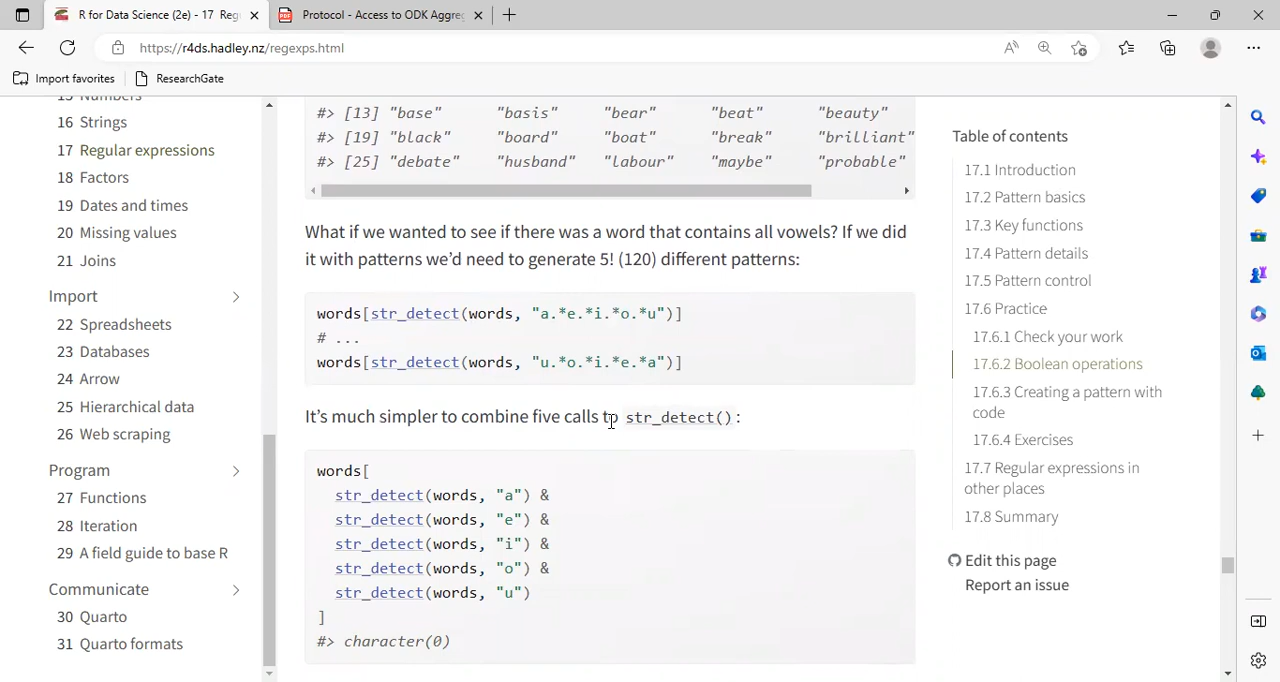 R for Data Science (2e) - 17 Reg
Protocol - Access to ODK Aggreg
https://r4ds.hadley.nz/regexps.html
Import favorites
ResearchGate
15 Numbers
16 Strings
17 Regular expressions
18 Factors
19 Dates and times
20 Missing values
21 Joins
Import
22 Spreadsheets
23 Databases
24 Arrow
25 Hierarchical data
26 Web scraping
Program
27 Functions
28 Iteration
29 A field guide to base R
Communicate
30 Quarto
31 Quarto formats
#> [13] "base" "basis" "bear" "beat" "beauty"
#> [19] "black" "board" "boat" "break" "brilliant"
#> [25] "debate" "husband" "labour" "maybe" "probable"
What if we wanted to see if there was a word that contains all vowels? If we did
it with patterns we'd need to generate 5! (120) different patterns:
words[str_detect(words, "a.*e.*i.*o.*u")]
# ...
words[str_detect(words, "u.*o.*i.*e.*a")]
It's much simpler to combine five calls to str_detect():
words[
str_detect(words, "a") &
str_detect(words, "e") &
str_detect(words, "i") &
str_detect(words, "o") &
str_detect(words, "u")
]
#> character(0)
Table of contents
17.1 Introduction
17.2 Pattern basics
17.3 Key functions
17.4 Pattern details
17.5 Pattern control
17.6 Practice
17.6.1 Check your work
17.6.2 Boolean operations
17.6.3 Creating a pattern with
code
17.6.4 Exercises
17.7 Regular expressions in
other places
17.8 Summary
Edit this page
Report an issue